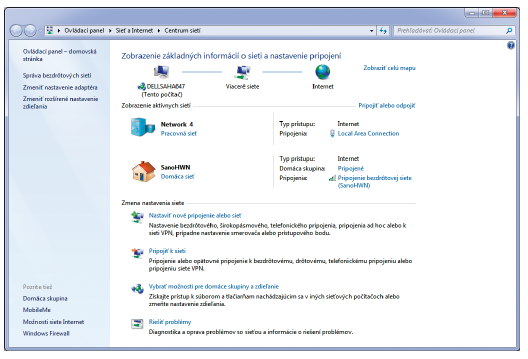 Ovládací panel ▸ Sieť a Internet ▸ Centrum sietí
Prehľadávať: Ovládací panel
Ovládací panel – domovská
stránka
Správa bezdrôtových sietí
Zmeniť nastavenie adaptéra
Zmeniť rozšírené nastavenie
zdieľania
Zobrazenie základných informácií o sieti a nastavenie pripojení
Zobraziť celú mapu
DELLSAHA647
(Tento počítač)
Viaceré siete
Internet
Zobrazenie aktívnych sietí
Pripojiť alebo odpojiť
Network 4
Pracovná sieť
Typ prístupu: Internet
Pripojenia: Local Area Connection
SanoHWN
Domáca sieť
Typ prístupu: Internet
Domáca skupina: Pripojené
Pripojenie: Pripojenie bezdrôtovej siete
(SanoHWN)
Zmena nastavenia siete
Nastaviť nové pripojenie alebo sieť
Nastavenie bezdrôtového, širokopásmového, telefonického pripojenia, pripojenia ad hoc alebo k
sieti VPN, prípadne nastavenie smerovača alebo prístupového bodu.
Pripojiť k sieti
Pripojenie alebo opätovné pripojenie k bezdrôtovému, drôtovému, telefonickému pripojeniu alebo
pripojeniu siete VPN.
Vybrať možnosti pre domáce skupiny a zdieľanie
Získajte prístup k súborom a tlačiarňam nachádzajúcim sa v iných sieťových počítačoch alebo
zmeňte nastavenie zdieľania.
Riešiť problémy
Diagnostika a oprava problémov so sieťou a informácie o riešení problémov.
Pozrite tiež
Domáca skupina
MobileMe
Možnosti siete Internet
Windows Firewall